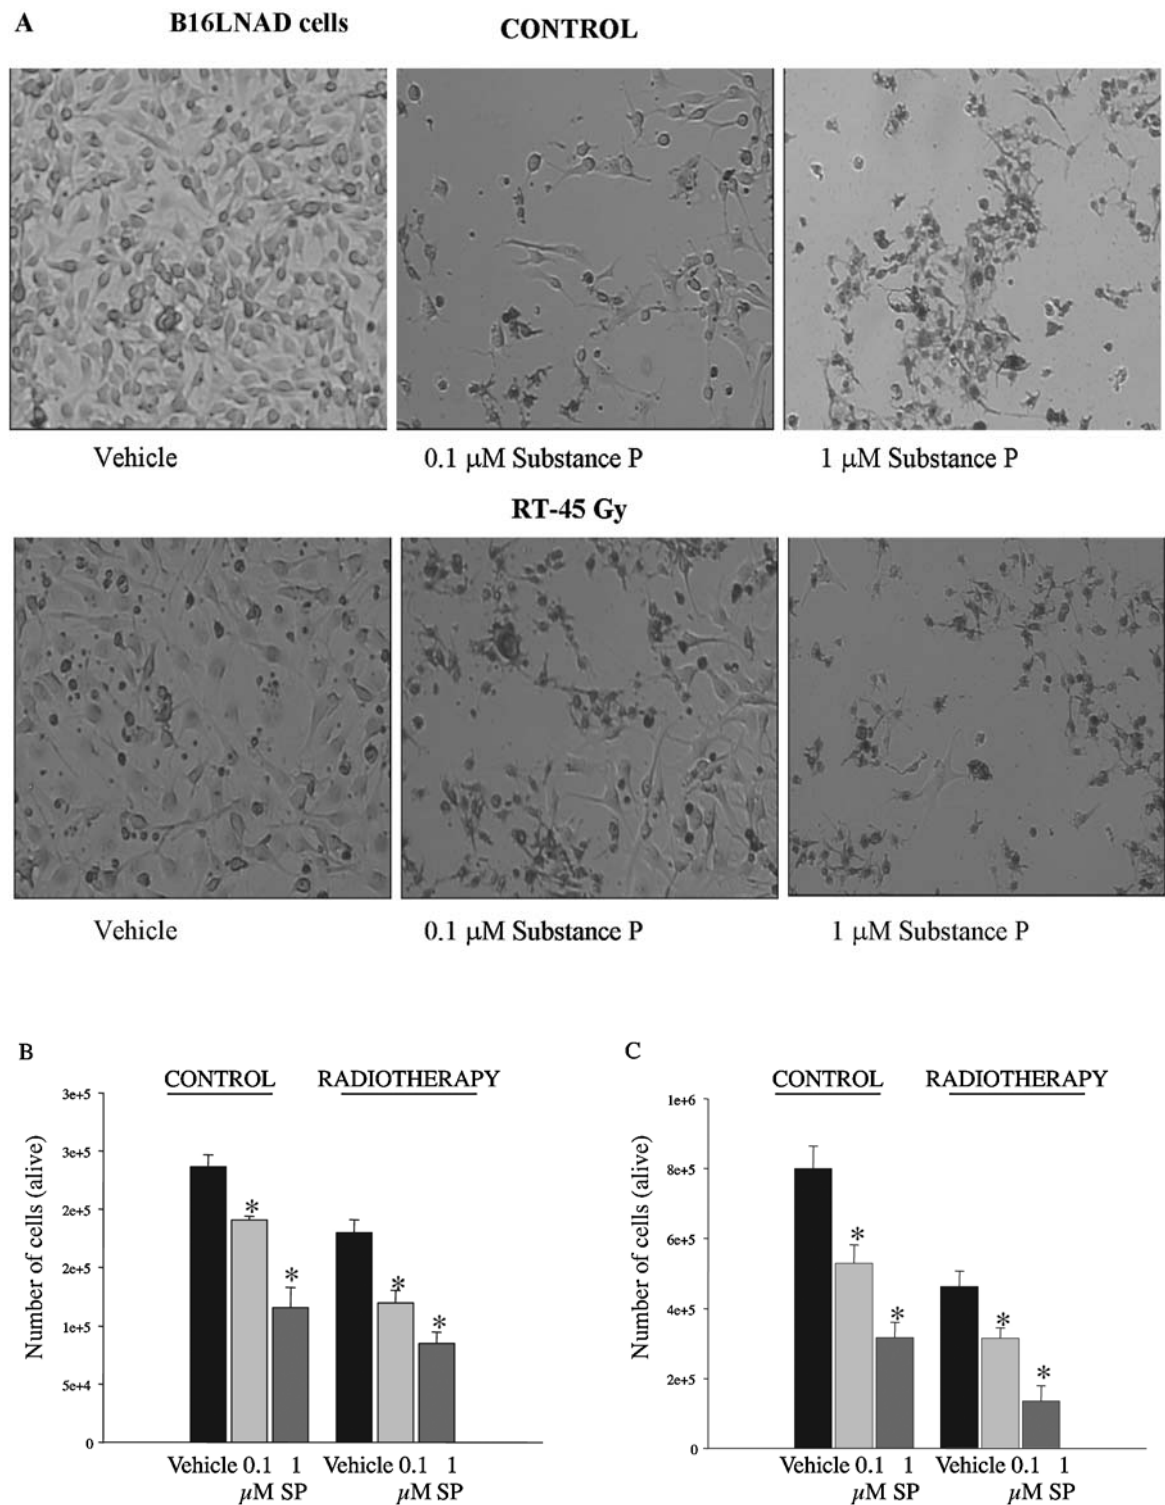 A
B16LNAD cells
CONTROL
Vehicle
0.1 μM Substance P
1 μM Substance P
RT-45 Gy
Vehicle
0.1 μM Substance P
1 μM Substance P
B
CONTROL
RADIOTHERAPY
Number of cells (alive)
3e+5
3e+5
2e+5
2e+5
1e+5
5e+4
0
*
*
*
*
Vehicle 0.1 1
μM SP
Vehicle 0.1 1
μM SP
C
CONTROL
RADIOTHERAPY
Number of cells (alive)
1e+6
8e+5
6e+5
4e+5
2e+5
0
*
*
*
*
Vehicle 0.1 1
μM SP
Vehicle 0.1 1
μM SP